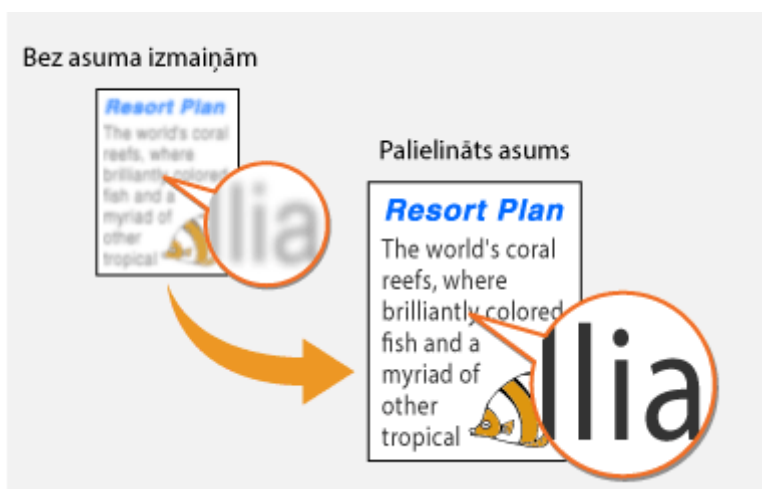 Bez asuma izmaiņām
Resort Plan
The world's coral
reefs, where
brilliantly colored
fish and a
myriad of
other
tropical
llia
Palielināts asums
Resort Plan
The world's coral
reefs, where
brilliantly colored
fish and a
myriad of
other
tropical
llia